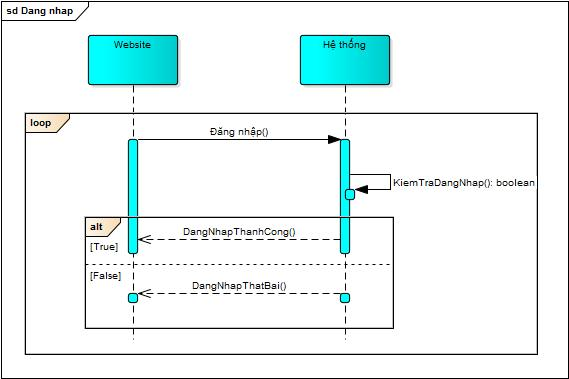 sd Dang nhap
Website
Hệ thống
loop
Đăng nhập()
KiemTraDangNhap(): boolean
alt
DangNhapThanhCong()
[True]
[False]
DangNhapThatBai()